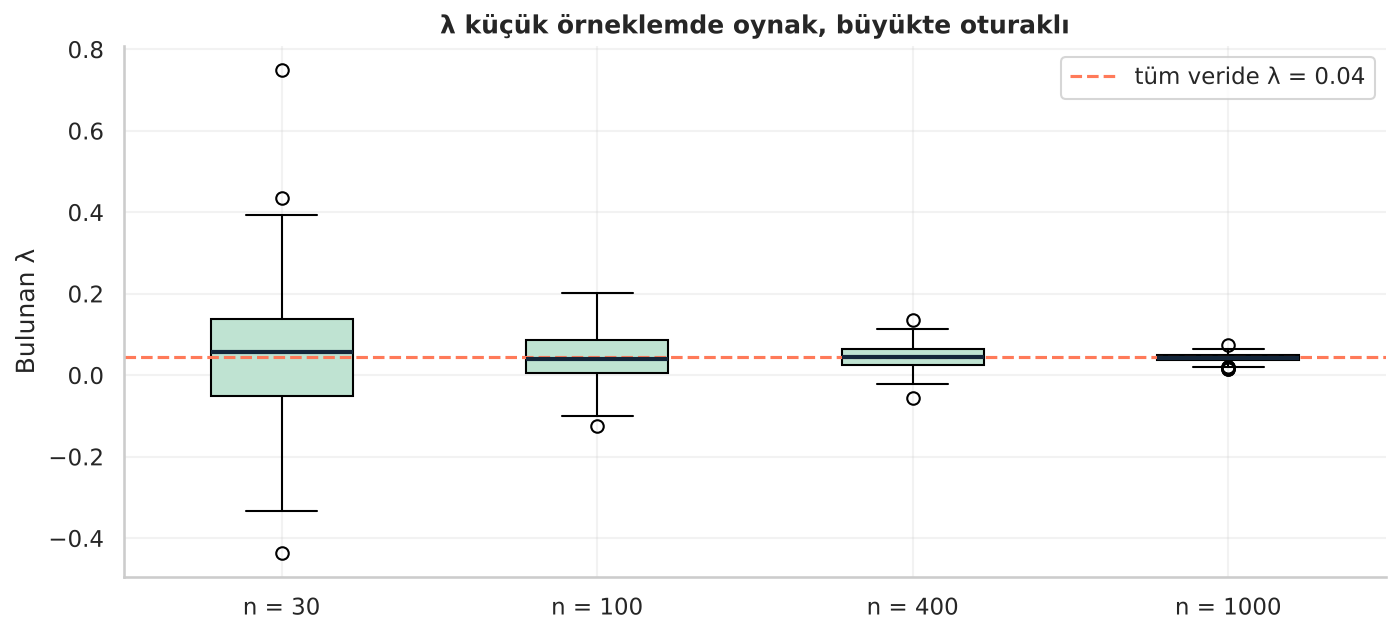 λ küçük örneklemde oynak, büyükte oturaklı
tüm veride λ = 0.04
Bulunan λ
0.8
0.6
0.4
0.2
0.0
−0.2
−0.4
n = 30
n = 100
n = 400
n = 1000